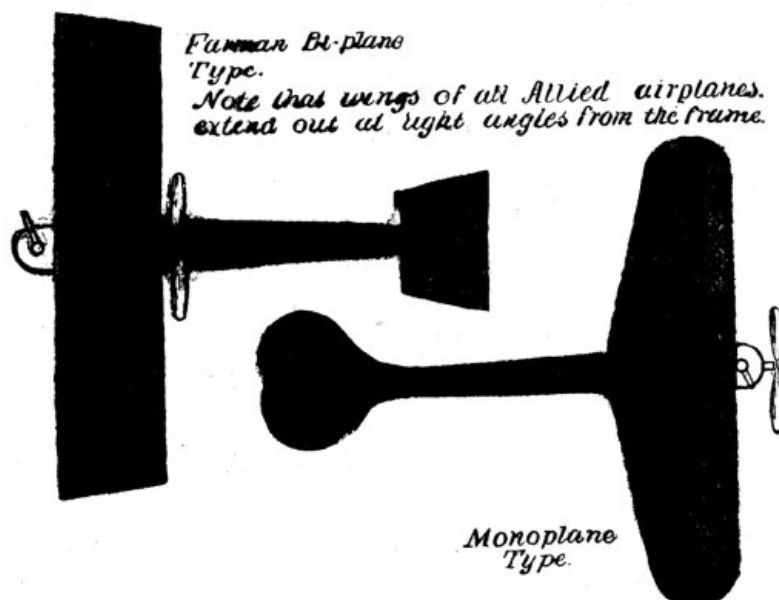 Farman Bi-plane
Type.
Note that wings of all Allied airplanes.
extend out at right angles from the frame.
Monoplane
Type.